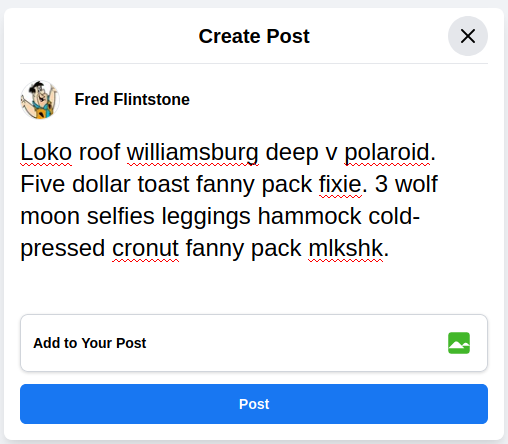 Create Post
Fred Flintstone
Loko roof williamsburg deep v polaroid.
Five dollar toast fanny pack fixie. 3 wolf
moon selfies leggings hammock cold-
pressed cronut fanny pack mlkshk.
Add to Your Post
Post